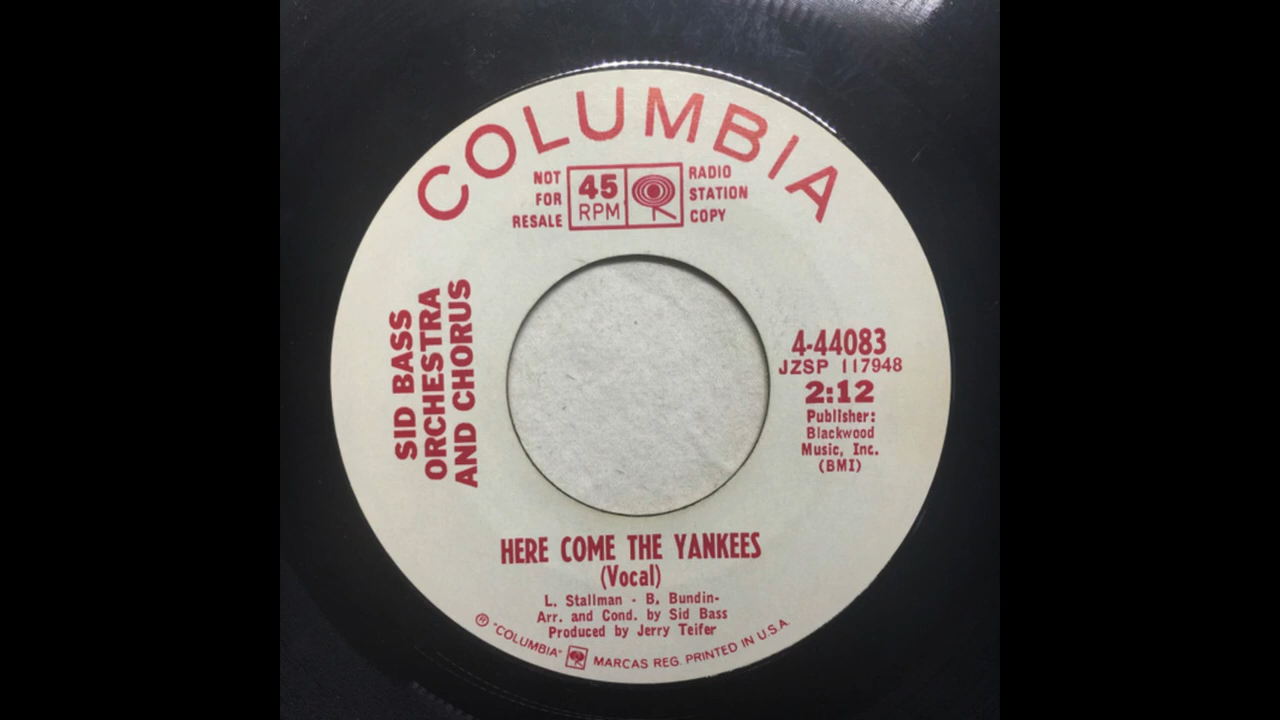 COLUMBIA
NOT
FOR
RESALE
45
RPM
RADIO
STATION
COPY
SID BASS
ORCHESTRA
AND CHORUS
4-44083
JZSP 117948
2:12
Publisher:
Blackwood
Music, Inc.
(BMI)
HERE COME THE YANKEES
(Vocal)
L. Stallman - B. Bundin-
Arr. and Cond. by Sid Bass
Produced by Jerry Teifer
Ⓡ "COLUMBIA" MARCAS REG. PRINTED IN U.S.A.